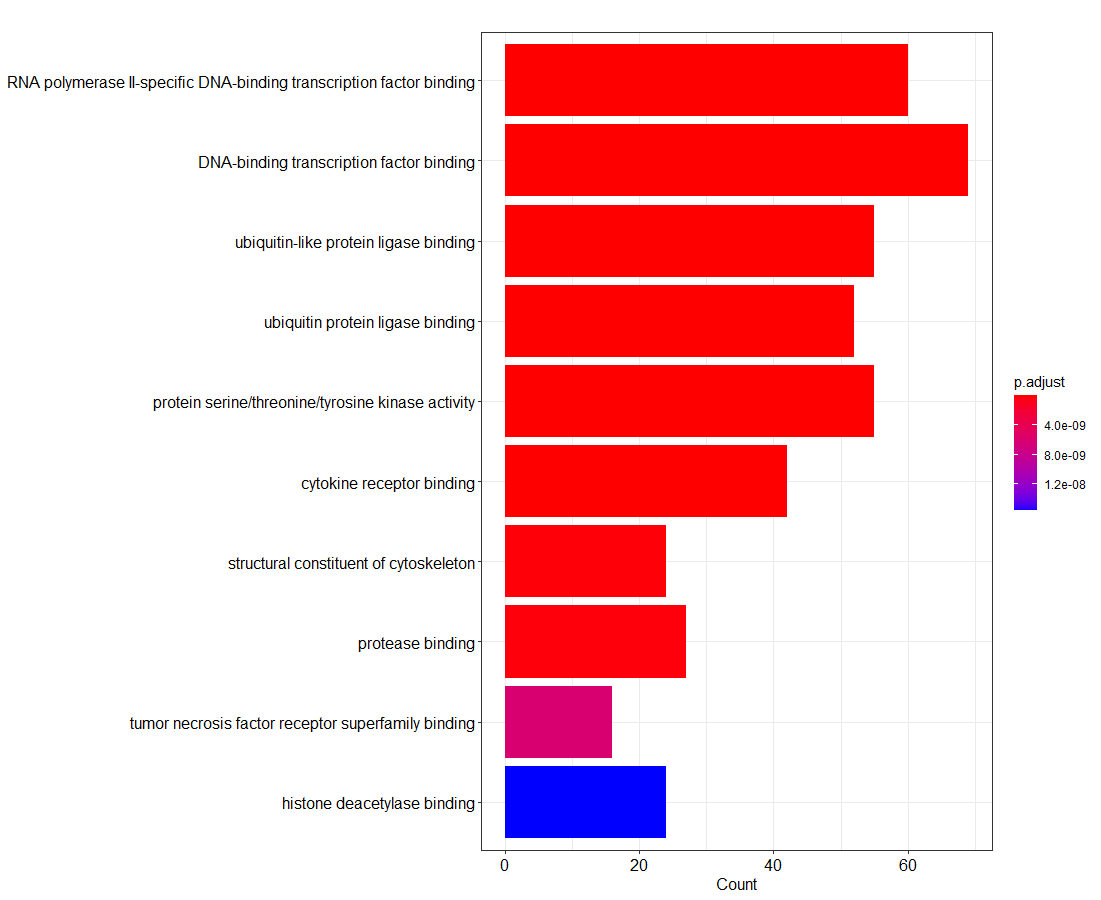 RNA polymerase II-specific DNA-binding transcription factor binding
DNA-binding transcription factor binding
ubiquitin-like protein ligase binding
ubiquitin protein ligase binding
protein serine/threonine/tyrosine kinase activity
cytokine receptor binding
structural constituent of cytoskeleton
protease binding
tumor necrosis factor receptor superfamily binding
histone deacetylase binding
0 20 40 60
Count
p.adjust
4.0e-09
8.0e-09
1.2e-08